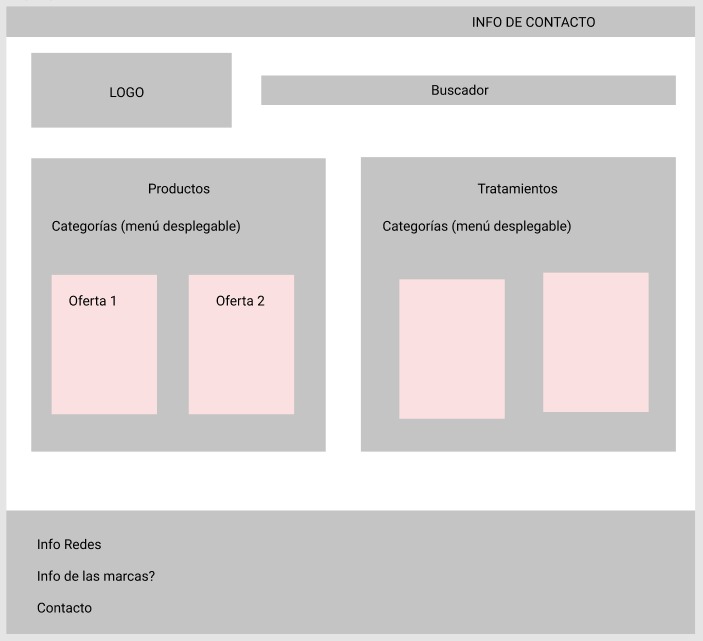 INFO DE CONTACTO
LOGO
Buscador
Productos
Categorías (menú desplegable)
Oferta 1
Oferta 2
Tratamientos
Categorías (menú desplegable)
Info Redes
Info de las marcas?
Contacto